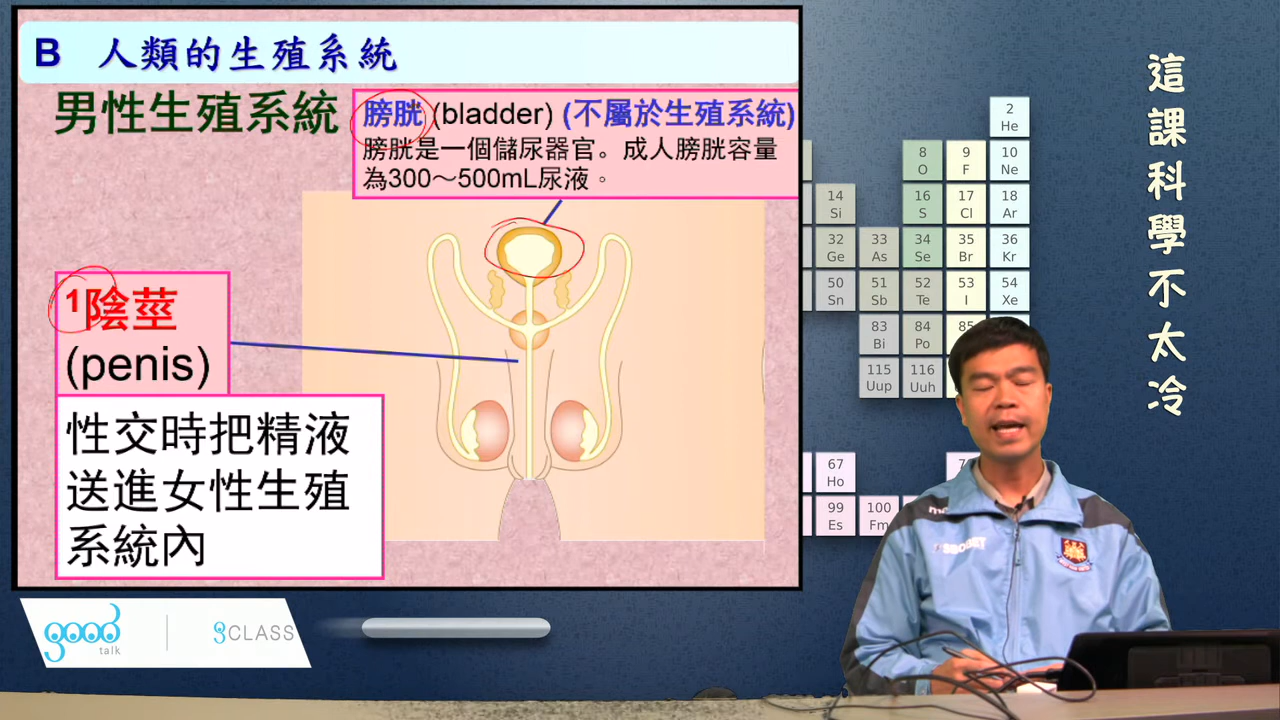 B 人類的生殖系統
男性生殖系統
膀胱 (bladder) (不屬於生殖系統)
膀胱是一個儲尿器官。成人膀胱容量
為300～500mL尿液。
1陰莖
(penis)
性交時把精液
送進女性生殖
系統內
這課科學不太冷
2
He
8
O
9
F
10
Ne
14
Si
16
S
17
Cl
18
Ar
32
Ge
33
As
34
Se
35
Br
36
Kr
50
Sn
51
Sb
52
Te
53
I
54
Xe
83
Bi
84
Po
85
115
Uup
116
Uuh
67
Ho
99
Es
100
Fm
good
talk
CLASS